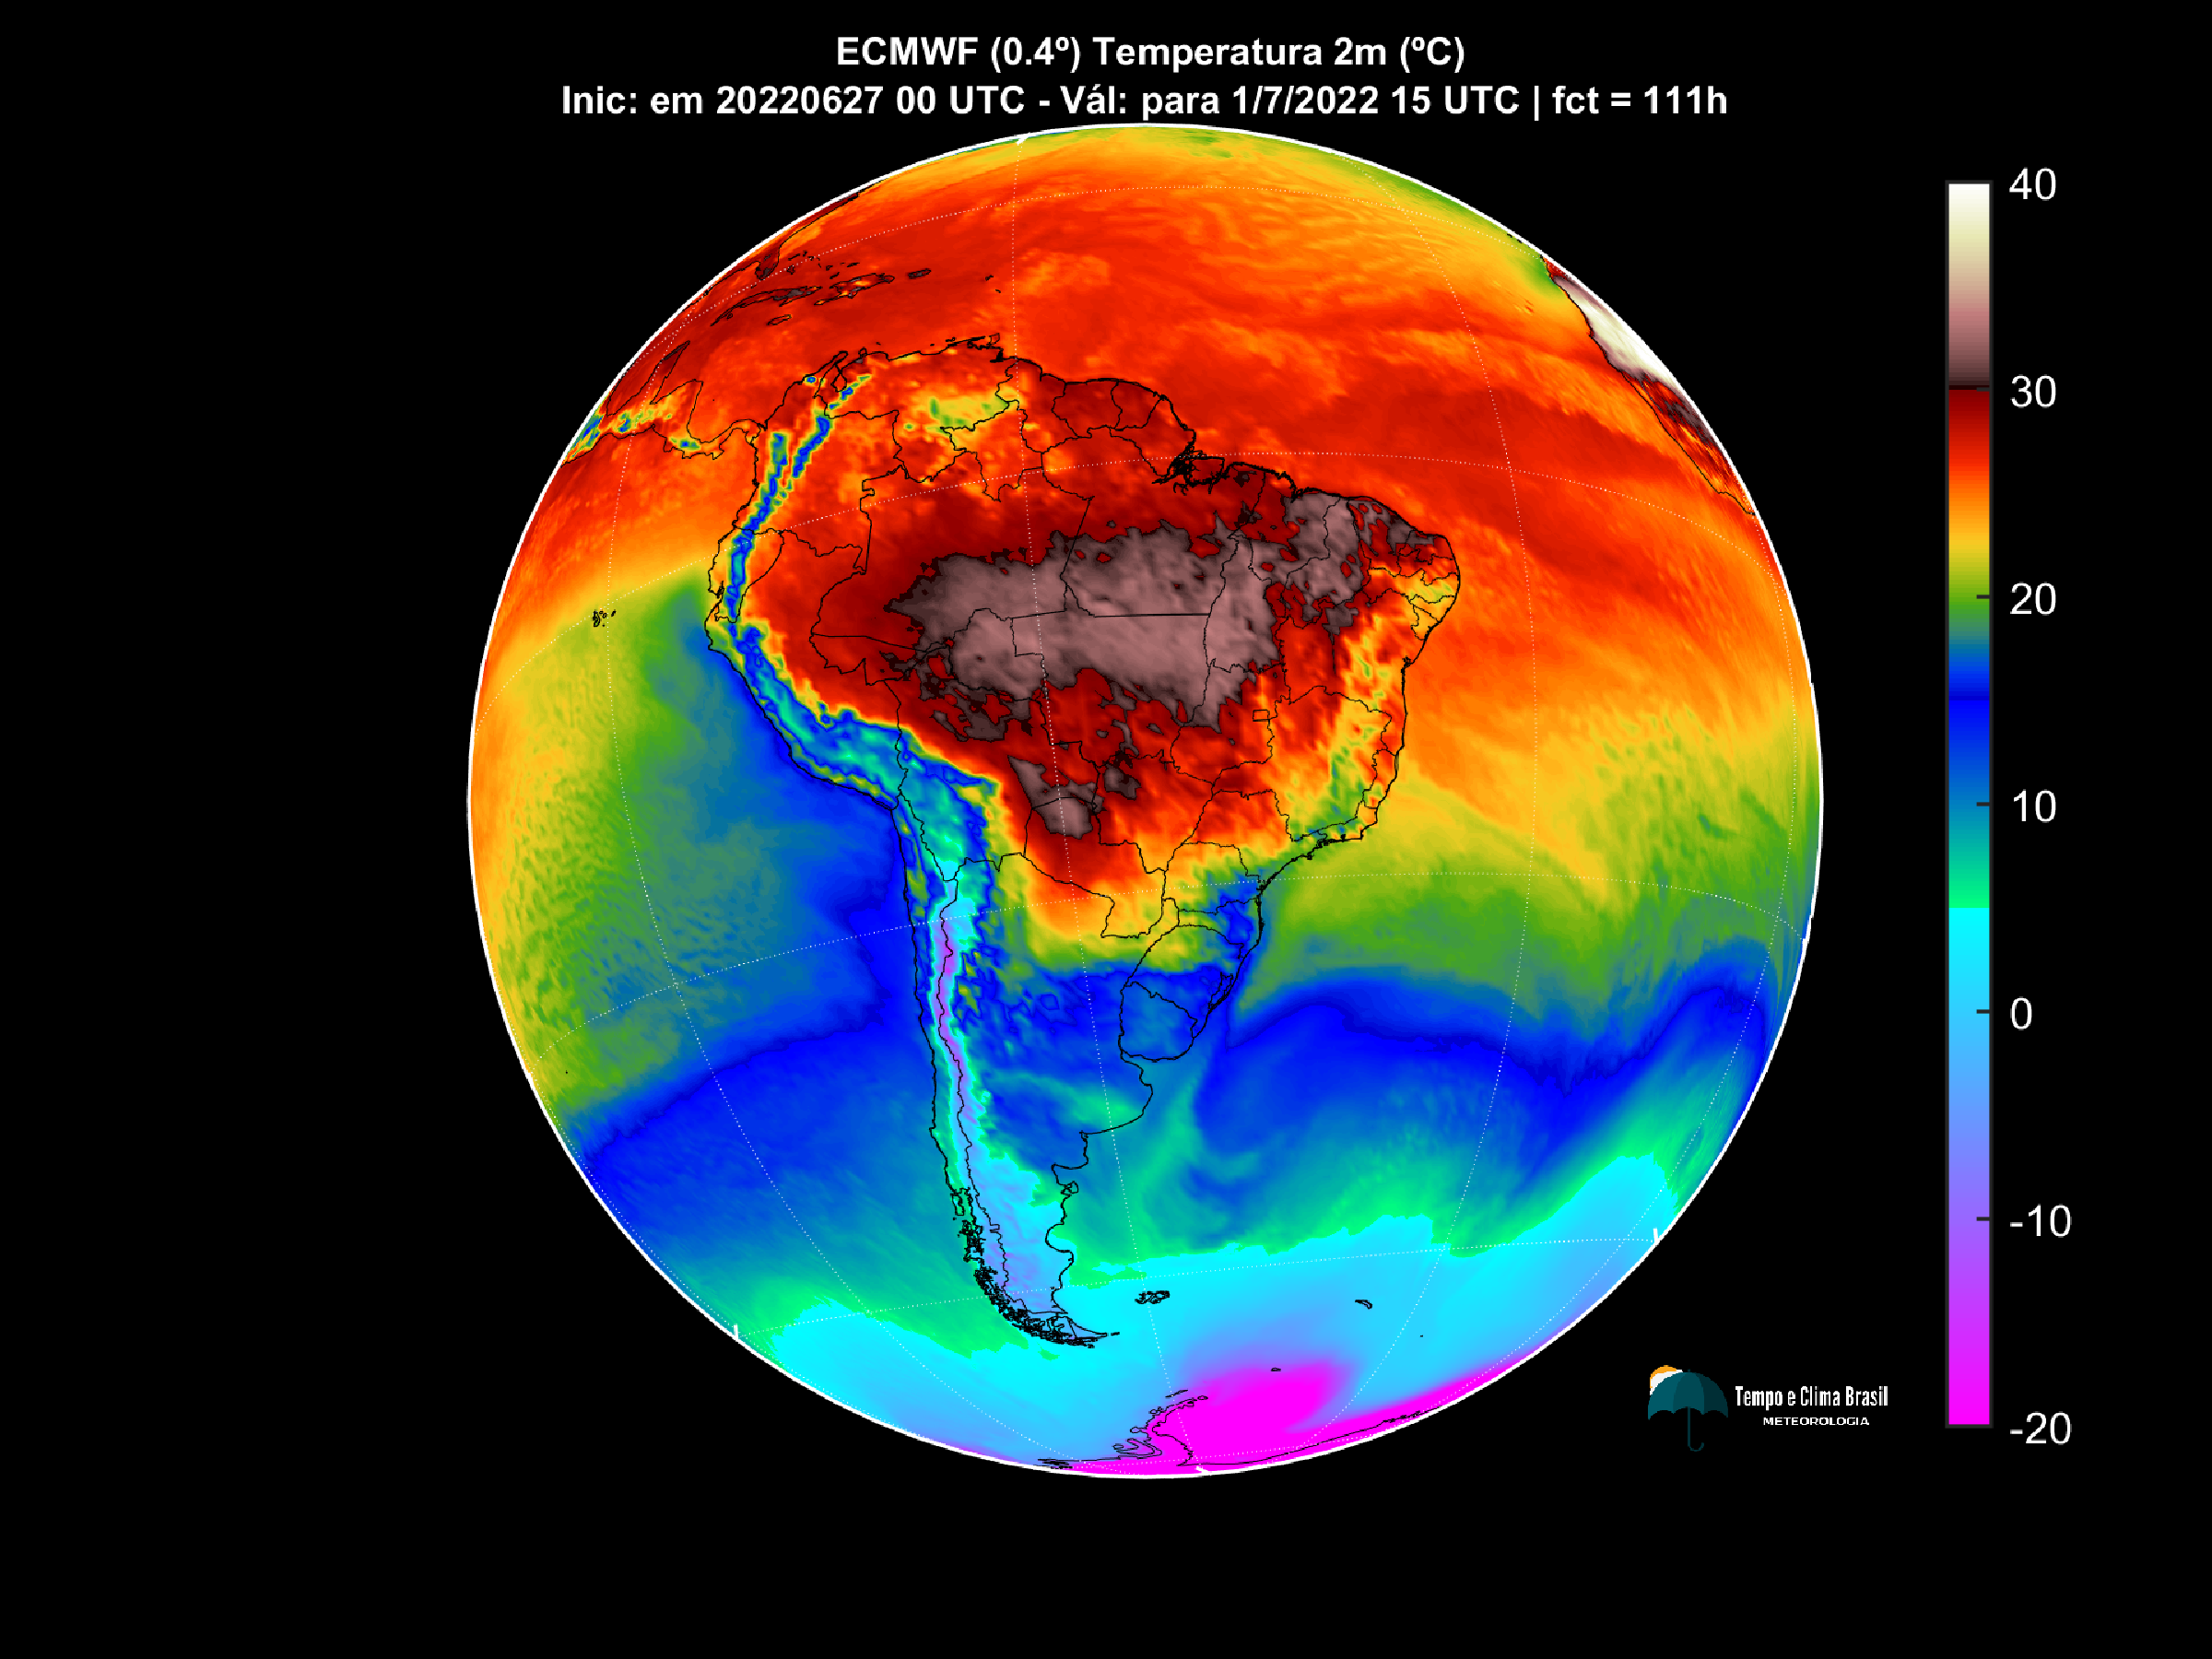 ECMWF (0.4º) Temperatura 2m (ºC)
Inic: em 20220627 00 UTC - Vál: para 1/7/2022 15 UTC | fct = 111h
40
30
20
10
0
-10
-20
Tempo e Clima Brasil
METEOROLOGIA